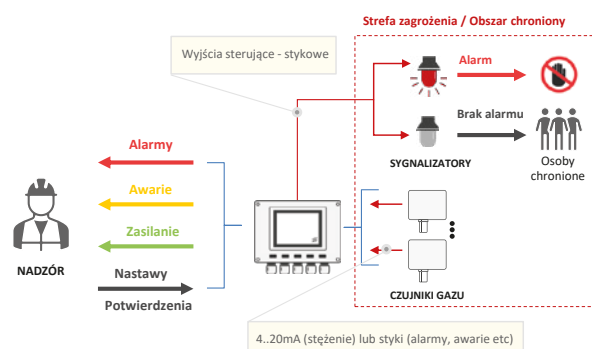 Strefa zagrożenia / Obszar chroniony
Wyjścia sterujące - stykowe
Alarm
Brak alarmu
SYGNALIZATORY
Osoby
chronione
Alarmy
Awarie
Zasilanie
NADZÓR
Nastawy
Potwierdzenia
CZUJNIKI GAZU
4..20mA (stężenie) lub styki (alarmy, awarie etc)